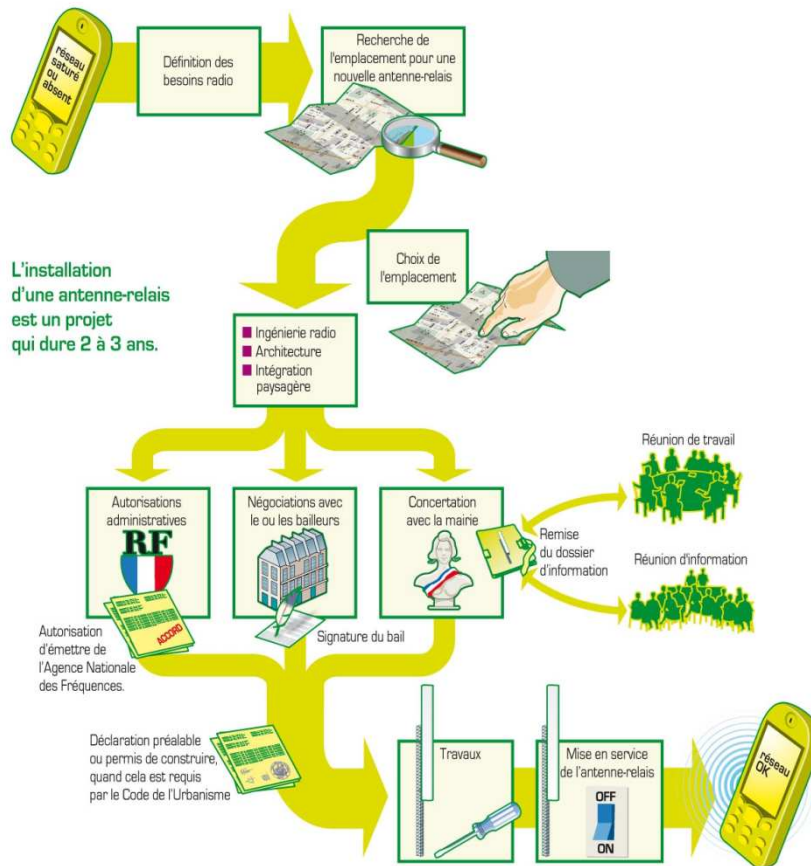 réseau
saturé
ou
absent
Définition des
besoins radio
Recherche de
l'emplacement pour une
nouvelle antenne-relais
Choix de
l'emplacement
L'installation
d'une antenne-relais
est un projet
qui dure 2 à 3 ans.
Ingénierie radio
Architecture
Intégration
paysagère
Autorisations
administratives
RF
ACCORD
Autorisation
d'émettre de
l'Agence Nationale
des Fréquences.
Négociations avec
le ou les bailleurs
Signature du bail
Concertation
avec la mairie
Remise
du dossier
d'information
Réunion de travail
Réunion d'information
Déclaration préalable
ou permis de construire,
quand cela est requis
par le Code de l'Urbanisme
Travaux
Mise en service
de l'antenne-relais
OFF
ON
réseau
OK